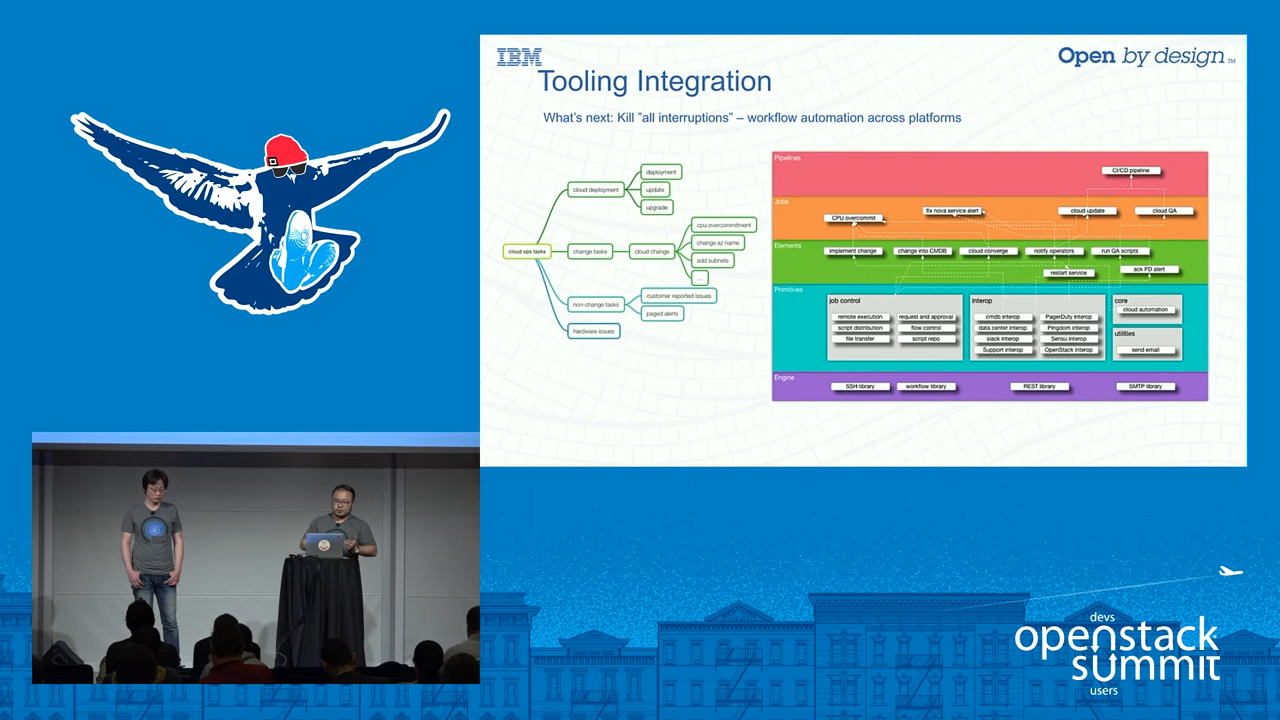 IBM
Open by design™
Tooling Integration
What's next: Kill "all interruptions" – workflow automation across platforms
cloud ops tasks
cloud deployment
deployment
update
upgrade
change tasks
cloud change
cpu overcommitment
change az name
add subnets
...
non-change tasks
customer reported issues
paged alerts
hardware issues
Pipelines
CI/CD pipeline
Jobs
CPU overcommit
fix nova service alert
cloud update
cloud QA
Elements
implement change
change into CMDB
cloud converge
notify operators
run QA scripts
restart service
ack PD alert
Primitives
job control
remote execution
request and approval
script distribution
flow control
file transfer
script repo
interop
cmdb interop
PagerDuty interop
data center interop
Pingdom interop
slack interop
Sensu interop
Support interop
OpenStack interop
core
cloud automation
utilities
send email
Engine
SSH library
workflow library
REST library
SMTP library
devs
openstack
summit
users